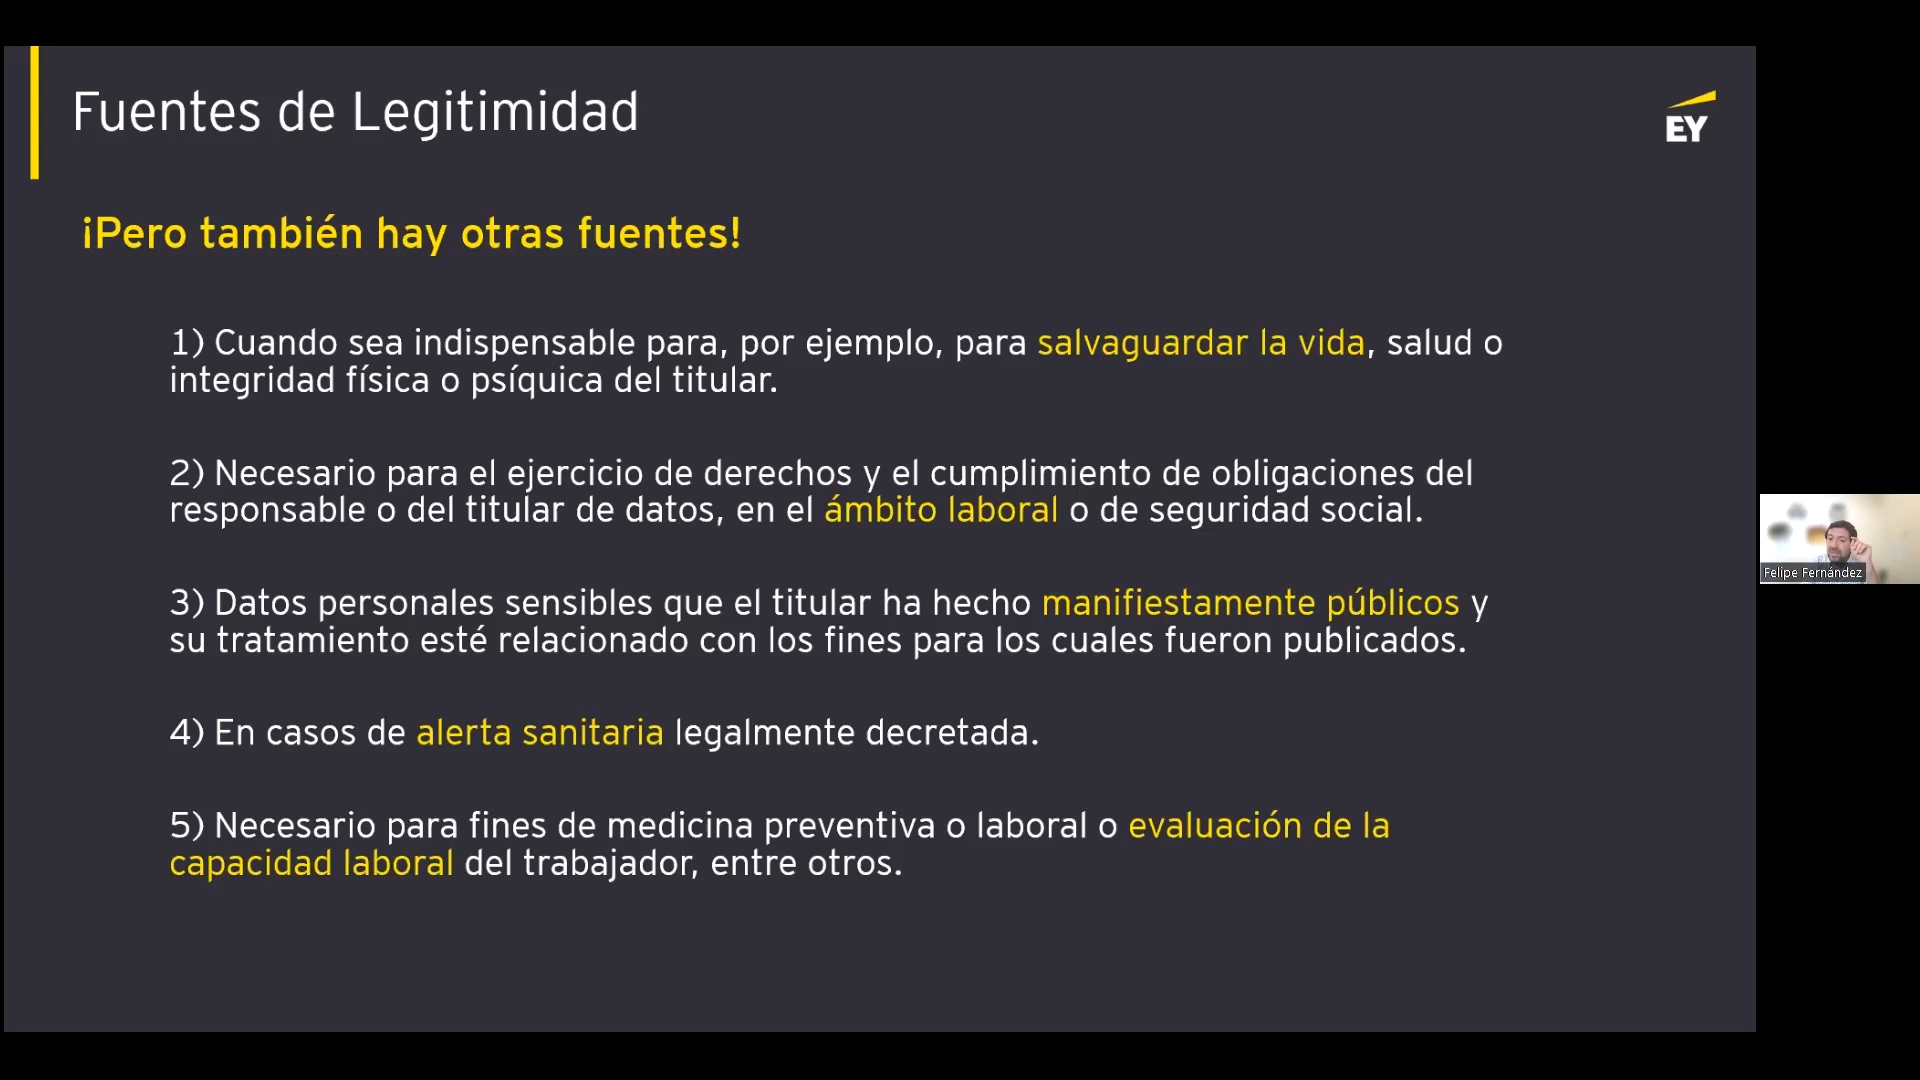 Fuentes de Legitimidad
EY
¡Pero también hay otras fuentes!
1) Cuando sea indispensable para, por ejemplo, para salvaguardar la vida, salud o
integridad física o psíquica del titular.
2) Necesario para el ejercicio de derechos y el cumplimiento de obligaciones del
responsable o del titular de datos, en el ámbito laboral o de seguridad social.
3) Datos personales sensibles que el titular ha hecho manifiestamente públicos y
su tratamiento esté relacionado con los fines para los cuales fueron publicados.
4) En casos de alerta sanitaria legalmente decretada.
5) Necesario para fines de medicina preventiva o laboral o evaluación de la
capacidad laboral del trabajador, entre otros.
Felipe Fernández